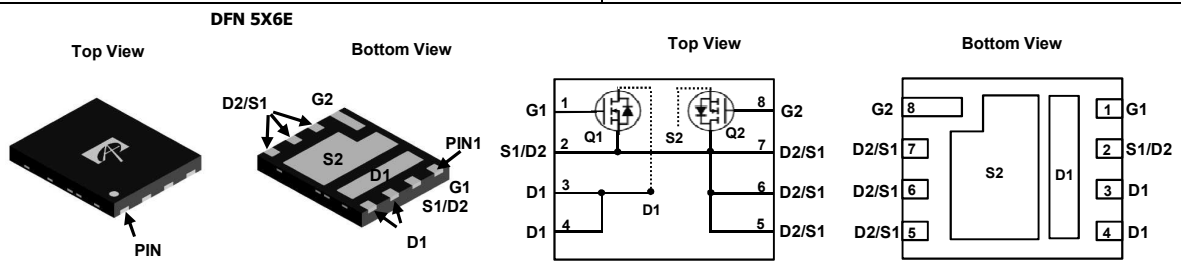 DFN 5X6E
Top View
Bottom View
D2/S1
G2
S2
D1
PIN1
G1
S1/D2
D1
PIN
Top View
G1 1
8 G2
Q1
S2
Q2
S1/D2 2
7 D2/S1
D1 3
D1
6 D2/S1
D1 4
5 D2/S1
Bottom View
G2 8
1 G1
D2/S1 7
2 S1/D2
S2
D1
D2/S1 6
3 D1
D2/S1 5
4 D1